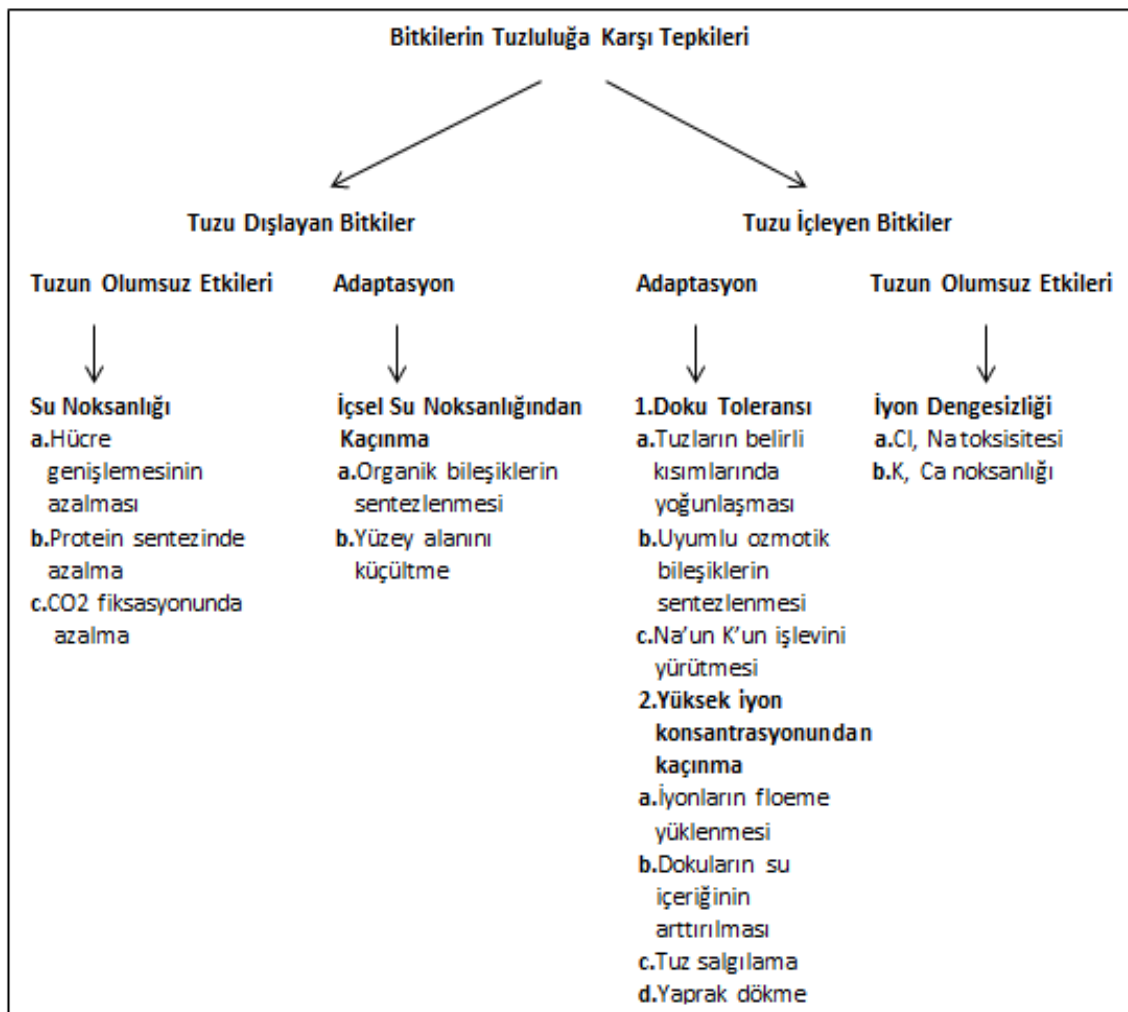 Bitkilerin Tuzluluğa Karşı Tepkileri
Tuzu Dışlayan Bitkiler
Tuzun Olumsuz Etkileri
Su Noksanlığı
a.Hücre
genişlemesinin
azalması
b.Protein sentezinde
azalma
c.CO2 fiksasyonunda
azalma
Adaptasyon
İçsel Su Noksanlığından
Kaçınma
a.Organik bileşiklerin
sentezlenmesi
b.Yüzey alanını
küçültme
Tuzu İçleyen Bitkiler
Adaptasyon
1.Doku Toleransı
a.Tuzların belirli
kısımlarında
yoğunlaşması
b.Uyumlu ozmotik
bileşiklerin
sentezlenmesi
c.Na’un K’un işlevini
yürütmesi
2.Yüksek iyon
konsantrasyonundan
kaçınma
a.İyonların floeme
yüklenmesi
b.Dokuların su
içeriğinin
arttırılması
c.Tuz salgılama
d.Yaprak dökme
Tuzun Olumsuz Etkileri
İyon Dengesizliği
a.Cl, Na toksisitesi
b.K, Ca noksanlığı